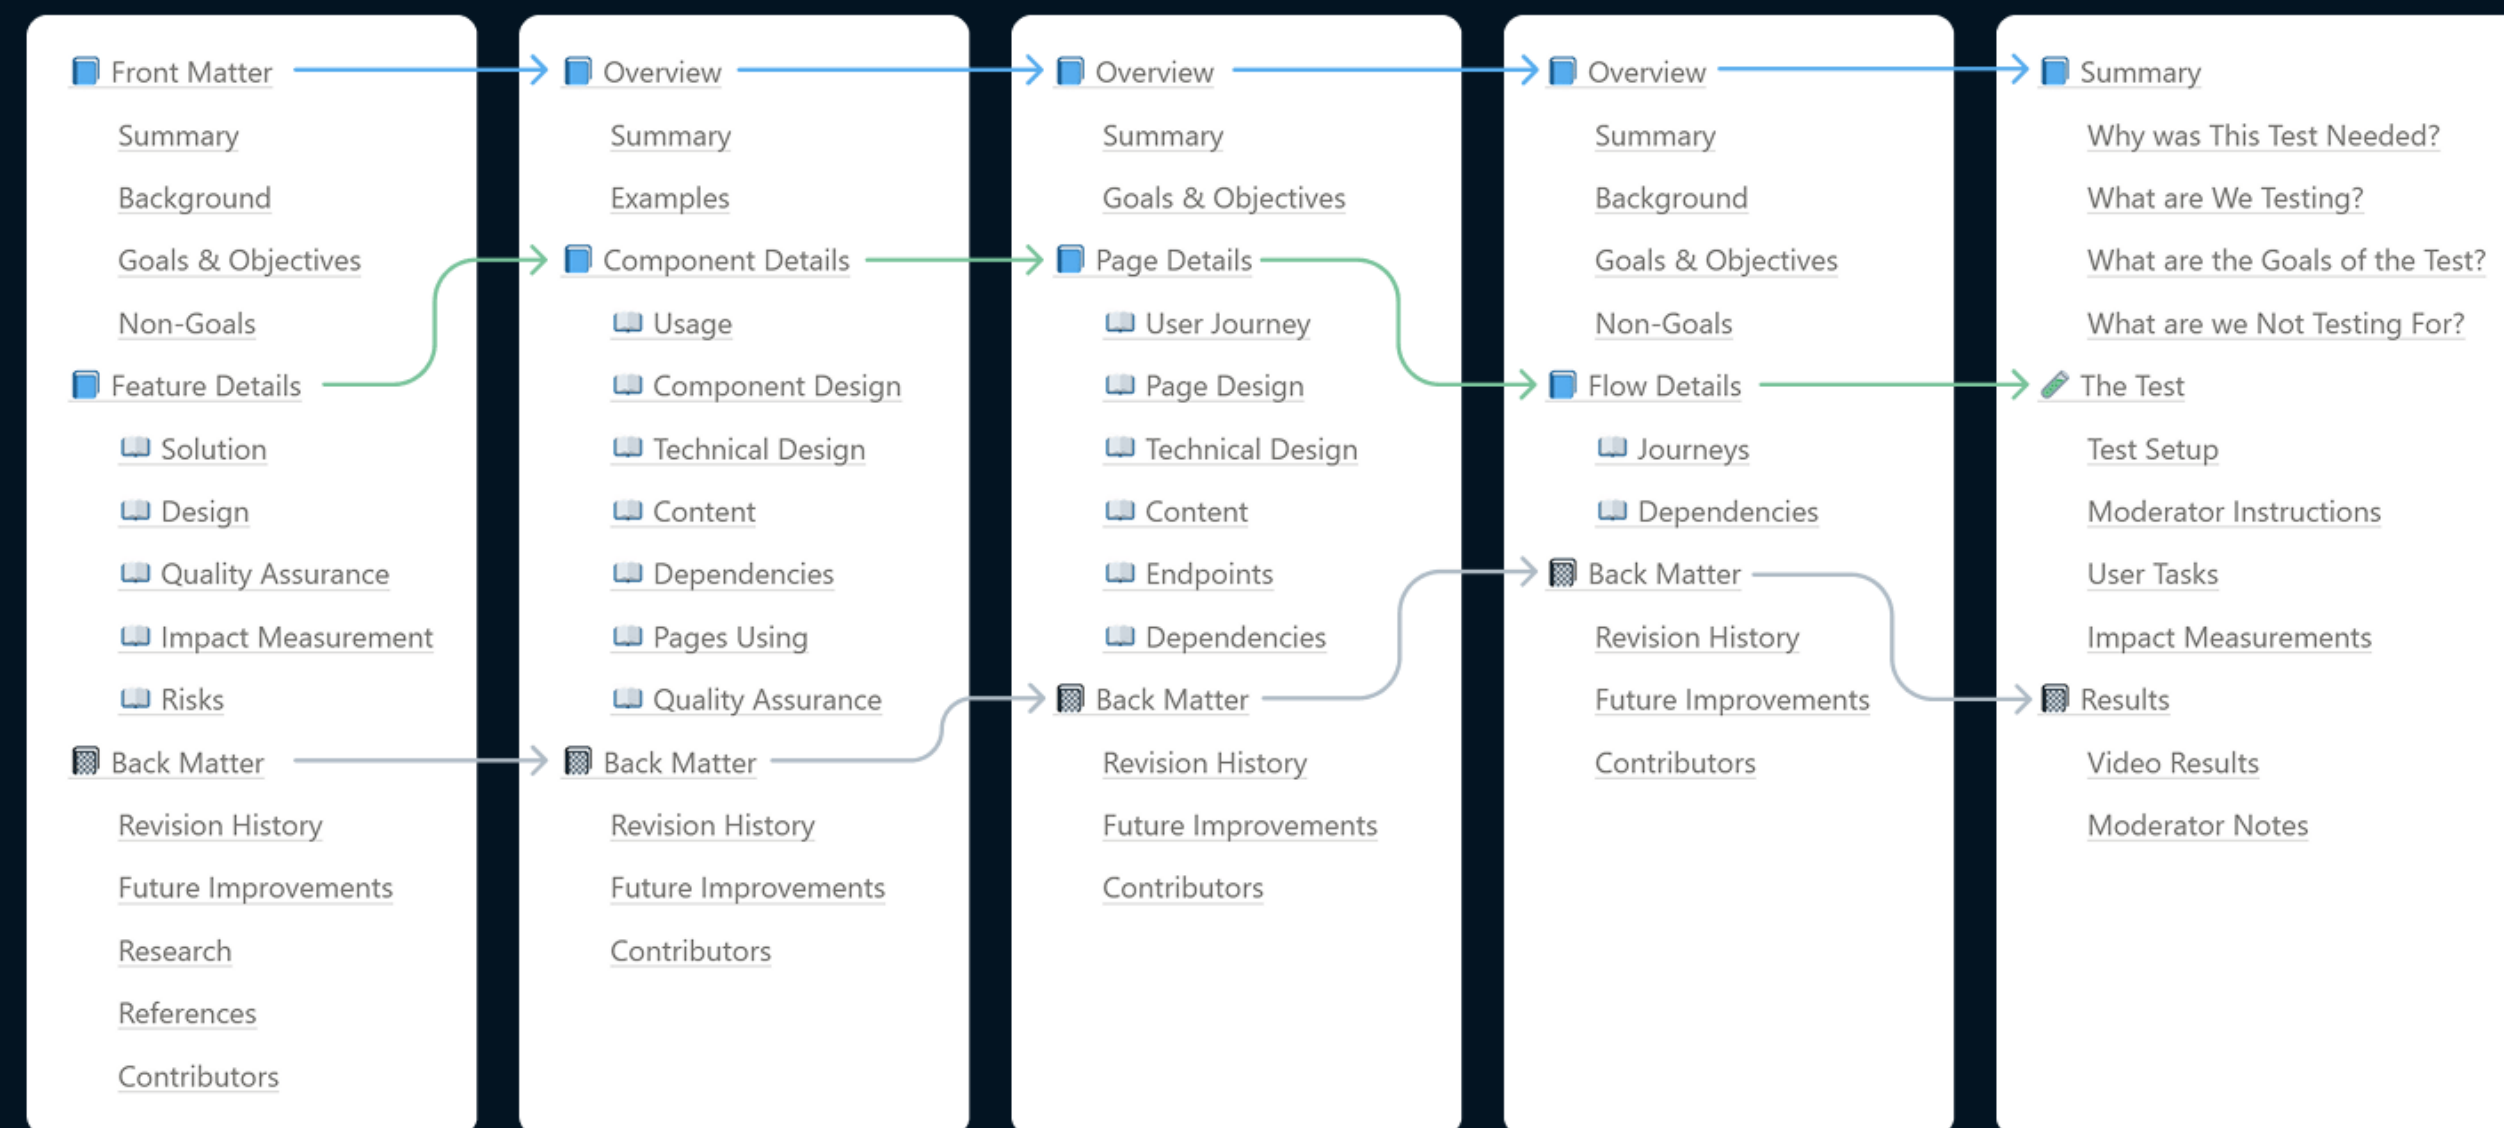 Front Matter
Summary
Background
Goals & Objectives
Non-Goals
Feature Details
Solution
Design
Quality Assurance
Impact Measurement
Risks
Back Matter
Revision History
Future Improvements
Research
References
Contributors
Overview
Summary
Examples
Component Details
Usage
Component Design
Technical Design
Content
Dependencies
Pages Using
Quality Assurance
Back Matter
Revision History
Future Improvements
Contributors
Overview
Summary
Goals & Objectives
Page Details
User Journey
Page Design
Technical Design
Content
Endpoints
Dependencies
Back Matter
Revision History
Future Improvements
Contributors
Overview
Summary
Background
Goals & Objectives
Non-Goals
Flow Details
Journeys
Dependencies
Back Matter
Revision History
Future Improvements
Contributors
Summary
Why was This Test Needed?
What are We Testing?
What are the Goals of the Test?
What are we Not Testing For?
The Test
Test Setup
Moderator Instructions
User Tasks
Impact Measurements
Results
Video Results
Moderator Notes